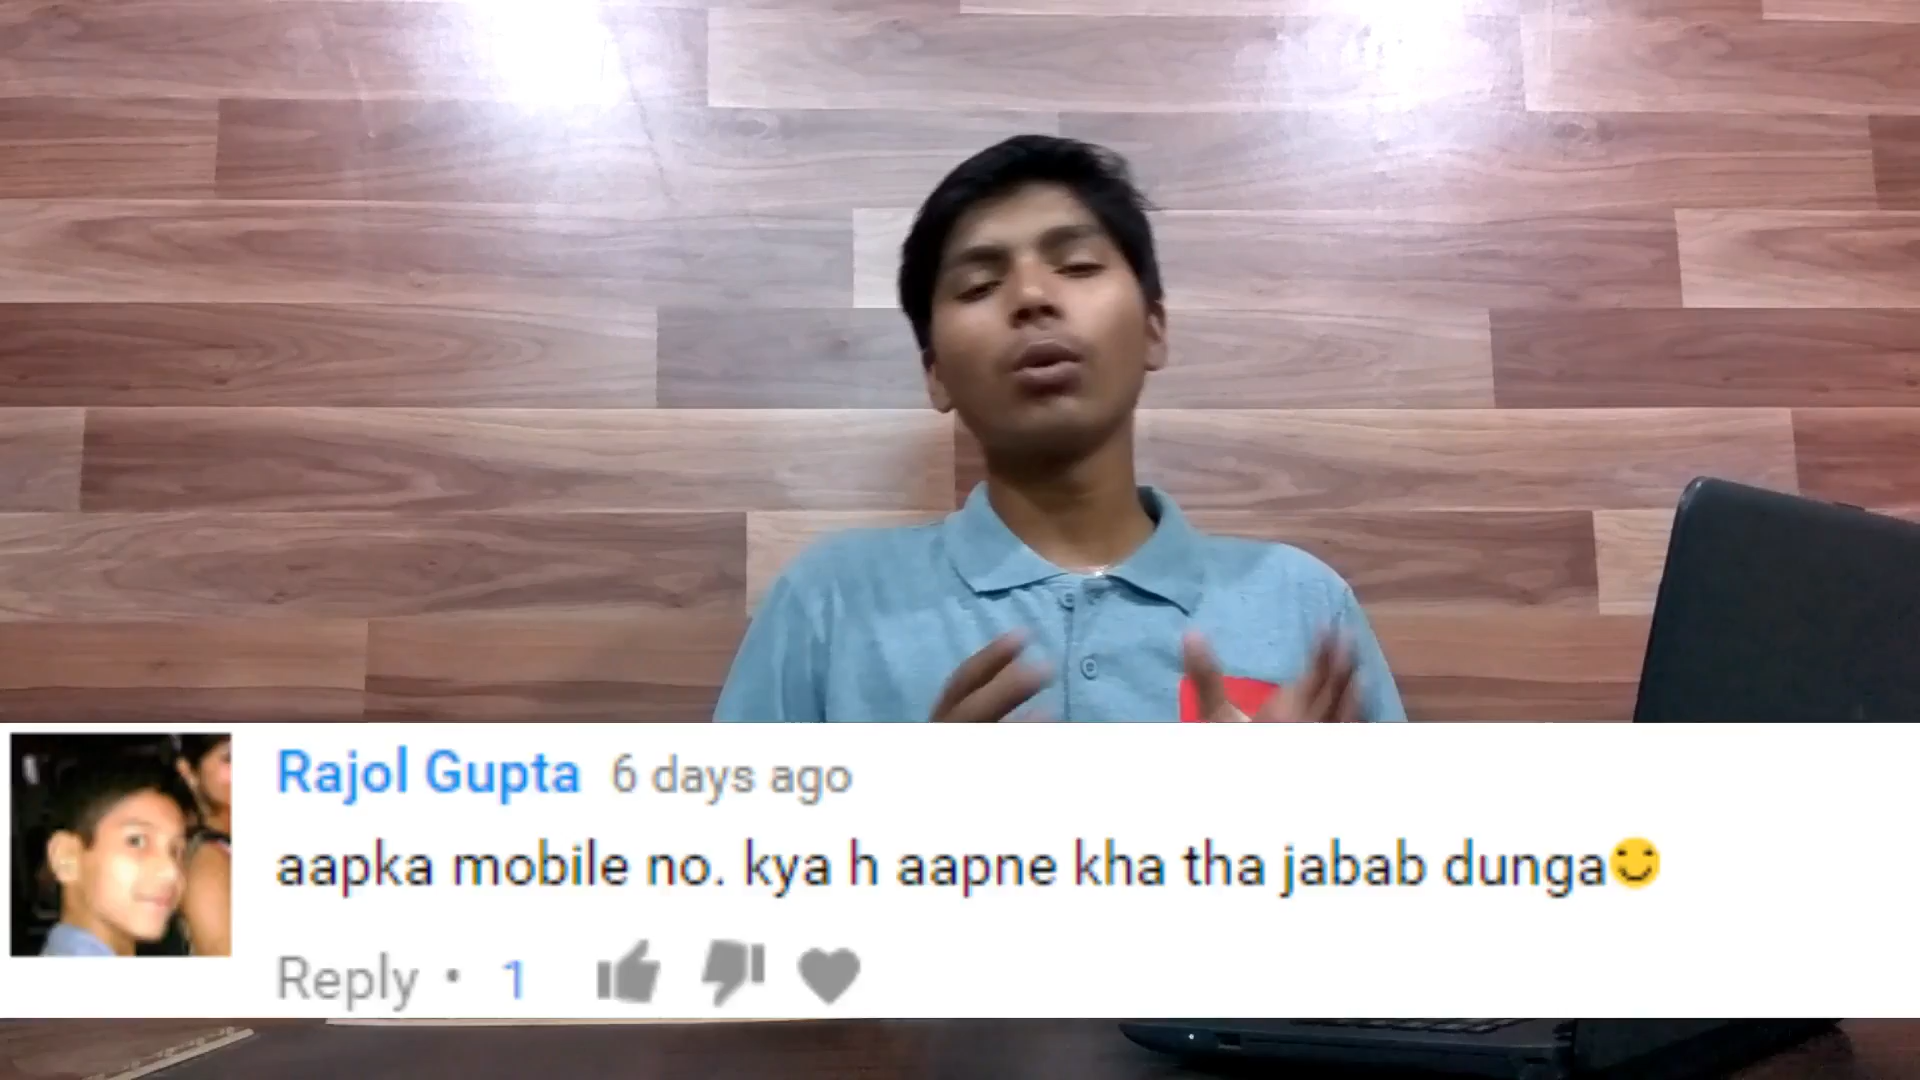 Rajol Gupta 6 days ago
aapka mobile no. kya h aapne kha tha jabab dunga😊
Reply • 1